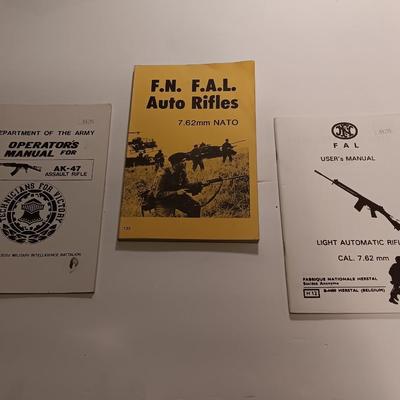 DEPARTMENT OF THE ARMY
OPERATOR'S
MANUAL FOR
AK-47
ASSAULT RIFLE
TECHNICIANS FOR VICTORY
MILITARY INTELLIGENCE BATTALION
F.N. F.A.L.
Auto Rifles
7.62mm NATO
133
FN
FAL
USER's MANUAL
LIGHT AUTOMATIC RIFL
CAL. 7.62 mm
FABRIQUE NATIONALE HERSTAL
Société Anonyme
HERSTAL (BELGIUM)